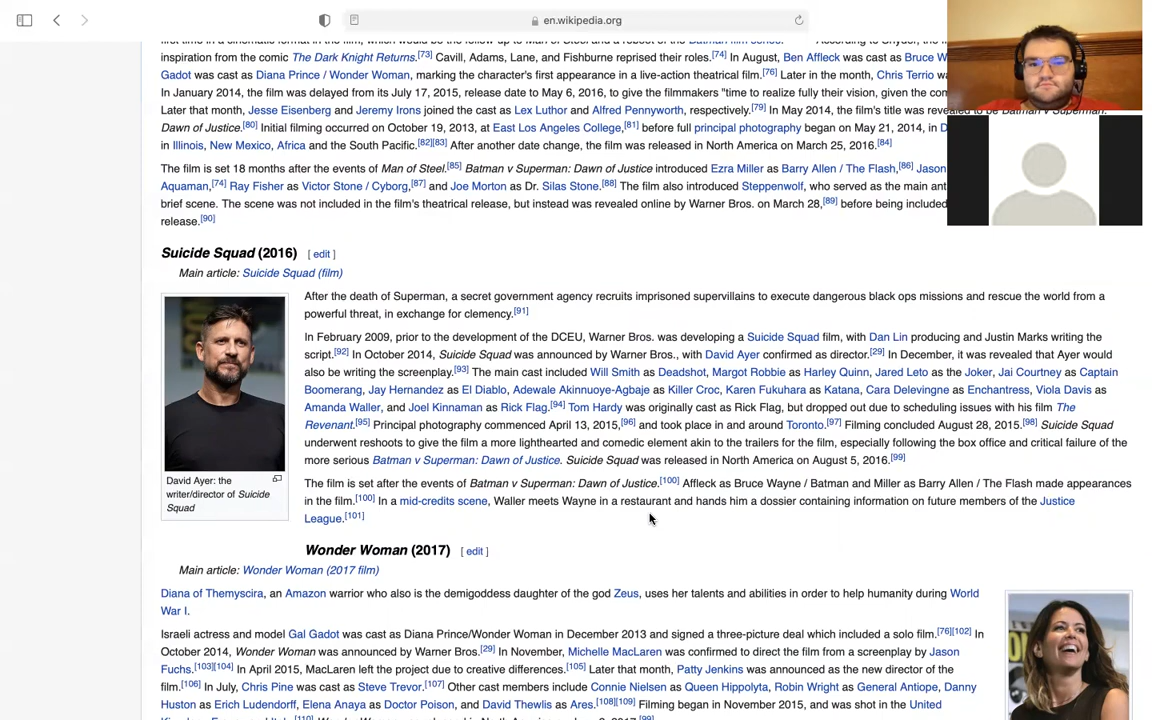 en.wikipedia.org
first time in a cinematic format in the film, which would be the follow-up to Man of Steel and a reboot of the Batman film series. According to Snyder, the
inspiration from the comic The Dark Knight Returns.[73] Cavill, Adams, Lane, and Fishburne reprised their roles.[74] In August, Ben Affleck was cast as Bruce W
Gadot was cast as Diana Prince / Wonder Woman, marking the character's first appearance in a live-action theatrical film.[76] Later in the month, Chris Terrio wa
In January 2014, the film was delayed from its July 17, 2015, release date to May 6, 2016, to give the filmmakers "time to realize fully their vision, given the com
Later that month, Jesse Eisenberg and Jeremy Irons joined the cast as Lex Luthor and Alfred Pennyworth, respectively.[79] In May 2014, the film's title was revealed to be Batman v Superman:
Dawn of Justice.[80] Initial filming occurred on October 19, 2013, at East Los Angeles College,[81] before full principal photography began on May 21, 2014, in D
in Illinois, New Mexico, Africa and the South Pacific.[82][83] After another date change, the film was released in North America on March 25, 2016.[84]
The film is set 18 months after the events of Man of Steel.[85] Batman v Superman: Dawn of Justice introduced Ezra Miller as Barry Allen / The Flash,[86] Jason
Aquaman,[74] Ray Fisher as Victor Stone / Cyborg,[87] and Joe Morton as Dr. Silas Stone.[88] The film also introduced Steppenwolf, who served as the main ant
brief scene. The scene was not included in the film's theatrical release, but instead was revealed online by Warner Bros. on March 28,[89] before being included
release.[90]
Suicide Squad (2016) [ edit ]
Main article: Suicide Squad (film)
After the death of Superman, a secret government agency recruits imprisoned supervillains to execute dangerous black ops missions and rescue the world from a
powerful threat, in exchange for clemency.[91]
In February 2009, prior to the development of the DCEU, Warner Bros. was developing a Suicide Squad film, with Dan Lin producing and Justin Marks writing the
script.[92] In October 2014, Suicide Squad was announced by Warner Bros., with David Ayer confirmed as director.[29] In December, it was revealed that Ayer would
also be writing the screenplay.[93] The main cast included Will Smith as Deadshot, Margot Robbie as Harley Quinn, Jared Leto as the Joker, Jai Courtney as Captain
Boomerang, Jay Hernandez as El Diablo, Adewale Akinnuoye-Agbaje as Killer Croc, Karen Fukuhara as Katana, Cara Delevingne as Enchantress, Viola Davis as
Amanda Waller, and Joel Kinnaman as Rick Flag.[94] Tom Hardy was originally cast as Rick Flag, but dropped out due to scheduling issues with his film The
Revenant.[95] Principal photography commenced April 13, 2015,[96] and took place in and around Toronto.[97] Filming concluded August 28, 2015.[98] Suicide Squad
underwent reshoots to give the film a more lighthearted and comedic element akin to the trailers for the film, especially following the box office and critical failure of the
more serious Batman v Superman: Dawn of Justice. Suicide Squad was released in North America on August 5, 2016.[99]
David Ayer: the
writer/director of Suicide
Squad
The film is set after the events of Batman v Superman: Dawn of Justice.[100] Affleck as Bruce Wayne / Batman and Miller as Barry Allen / The Flash made appearances
in the film.[100] In a mid-credits scene, Waller meets Wayne in a restaurant and hands him a dossier containing information on future members of the Justice
League.[101]
Wonder Woman (2017) [ edit ]
Main article: Wonder Woman (2017 film)
Diana of Themyscira, an Amazon warrior who also is the demigoddess daughter of the god Zeus, uses her talents and abilities in order to help humanity during World
War I.
Israeli actress and model Gal Gadot was cast as Diana Prince/Wonder Woman in December 2013 and signed a three-picture deal which included a solo film.[76][102] In
October 2014, Wonder Woman was announced by Warner Bros.[29] In November, Michelle MacLaren was confirmed to direct the film from a screenplay by Jason
Fuchs.[103][104] In April 2015, MacLaren left the project due to creative differences.[105] Later that month, Patty Jenkins was announced as the new director of the
film.[106] In July, Chris Pine was cast as Steve Trevor.[107] Other cast members include Connie Nielsen as Queen Hippolyta, Robin Wright as General Antiope, Danny
Huston as Erich Ludendorff, Elena Anaya as Doctor Poison, and David Thewlis as Ares.[108][109] Filming began in November 2015, and was shot in the United